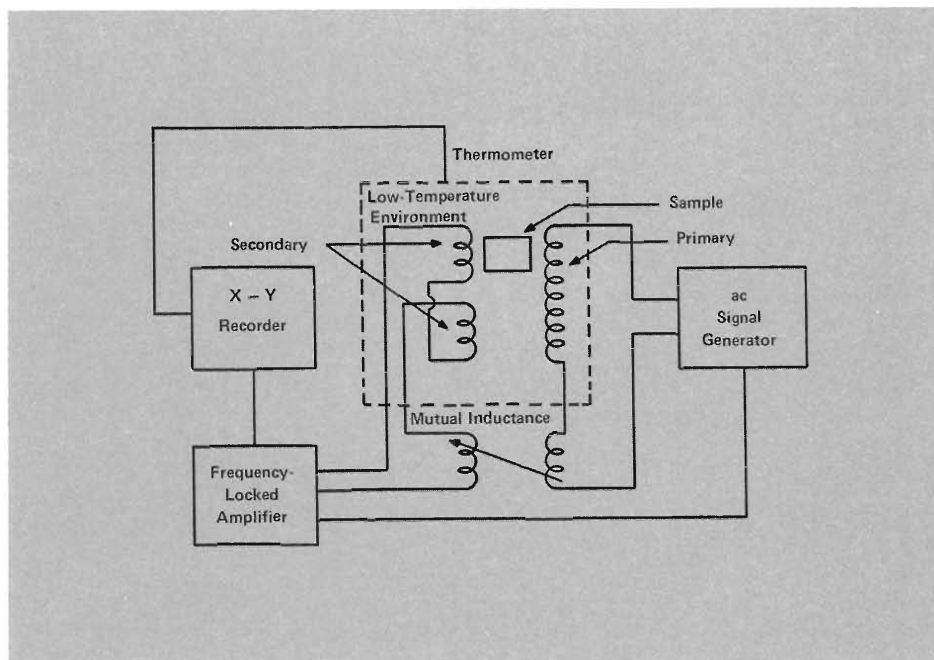 Thermometer
Low-Temperature
Environment
Sample
Secondary
Primary
X – Y
Recorder
ac
Signal
Generator
Mutual Inductance
Frequency-
Locked
Amplifier